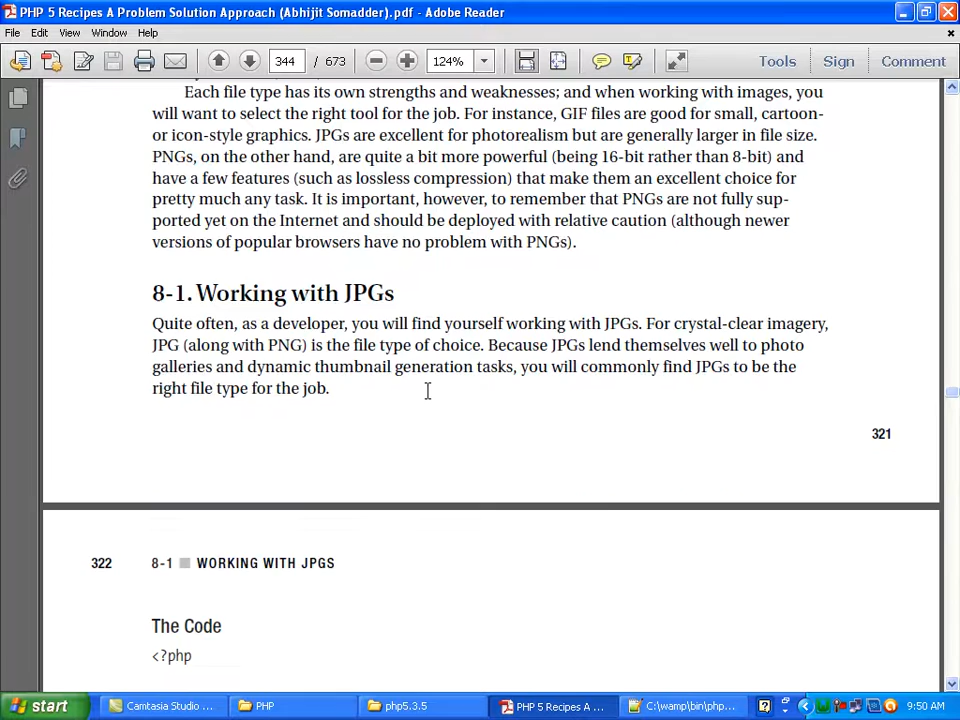 PHP 5 Recipes A Problem Solution Approach (Abhijit Somadder).pdf - Adobe Reader
File Edit View Window Help
344 / 673 124% Tools Sign Comment
Each file type has its own strengths and weaknesses; and when working with images, you
will want to select the right tool for the job. For instance, GIF files are good for small, cartoon-
or icon-style graphics. JPGs are excellent for photorealism but are generally larger in file size.
PNGs, on the other hand, are quite a bit more powerful (being 16-bit rather than 8-bit) and
have a few features (such as lossless compression) that make them an excellent choice for
pretty much any task. It is important, however, to remember that PNGs are not fully sup-
ported yet on the Internet and should be deployed with relative caution (although newer
versions of popular browsers have no problem with PNGs).
8-1. Working with JPGs
Quite often, as a developer, you will find yourself working with JPGs. For crystal-clear imagery,
JPG (along with PNG) is the file type of choice. Because JPGs lend themselves well to photo
galleries and dynamic thumbnail generation tasks, you will commonly find JPGs to be the
right file type for the job.
321
322 8-1 WORKING WITH JPGS
The Code
<?php
start Camtasia Studio ... PHP php5.3.5 PHP 5 Recipes A ... C:\wamp\bin\php... 9:50 AM